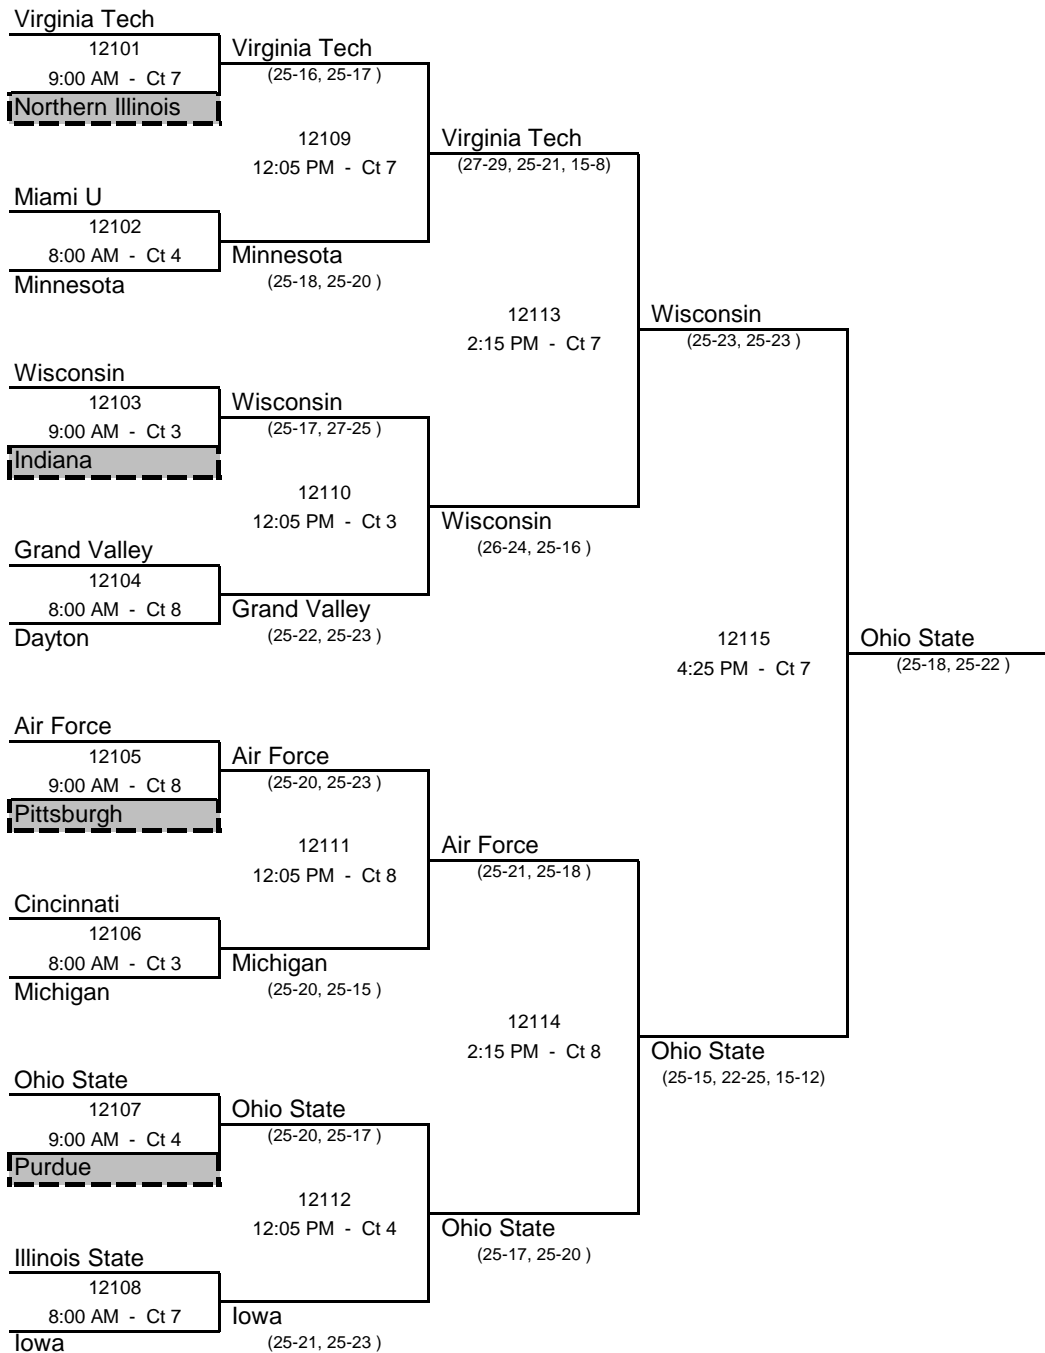 Virginia Tech
12101
9:00 AM - Ct 7
Northern Illinois
Virginia Tech
(25-16, 25-17 )
12109
12:05 PM - Ct 7
Virginia Tech
(27-29, 25-21, 15-8)
Miami U
12102
8:00 AM - Ct 4
Minnesota
Minnesota
(25-18, 25-20 )
12113
2:15 PM - Ct 7
Wisconsin
(25-23, 25-23 )
Wisconsin
12103
9:00 AM - Ct 3
Indiana
Wisconsin
(25-17, 27-25 )
12110
12:05 PM - Ct 3
Wisconsin
(26-24, 25-16 )
Grand Valley
12104
8:00 AM - Ct 8
Dayton
Grand Valley
(25-22, 25-23 )
12115
4:25 PM - Ct 7
Ohio State
(25-18, 25-22 )
Air Force
12105
9:00 AM - Ct 8
Pittsburgh
Air Force
(25-20, 25-23 )
12111
12:05 PM - Ct 8
Air Force
(25-21, 25-18 )
Cincinnati
12106
8:00 AM - Ct 3
Michigan
Michigan
(25-20, 25-15 )
12114
2:15 PM - Ct 8
Ohio State
(25-15, 22-25, 15-12)
Ohio State
12107
9:00 AM - Ct 4
Purdue
Ohio State
(25-20, 25-17 )
12112
12:05 PM - Ct 4
Ohio State
(25-17, 25-20 )
Illinois State
12108
8:00 AM - Ct 7
Iowa
Iowa
(25-21, 25-23 )